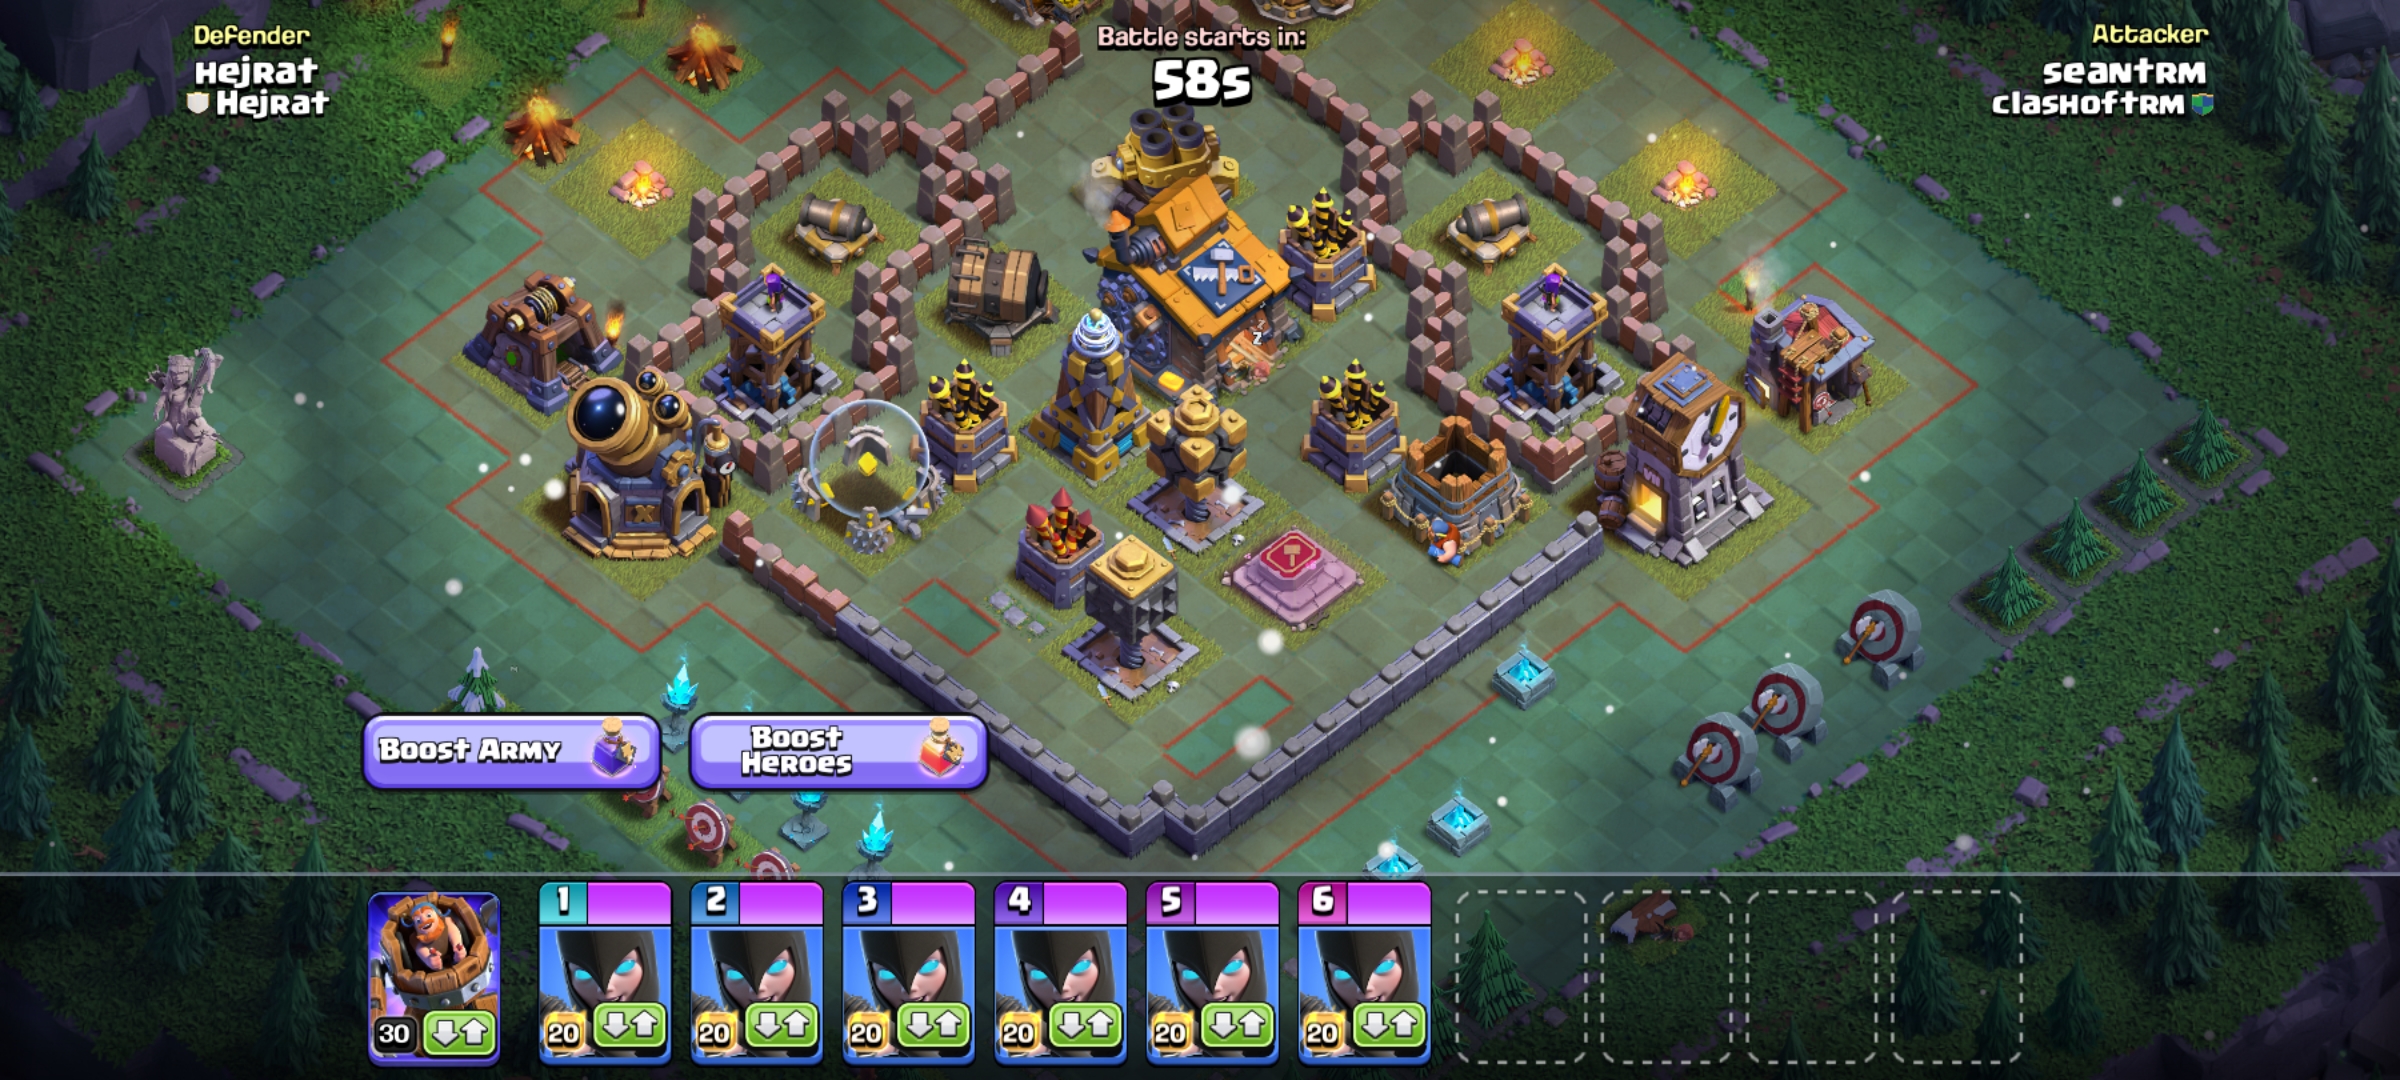 Defender
HejRat
HejRat
Battle starts in:
58s
Attacker
seantRM
clashoftRM
Boost Army
Boost
Heroes
1 2 3 4 5 6
30 20 20 20 20 20 20